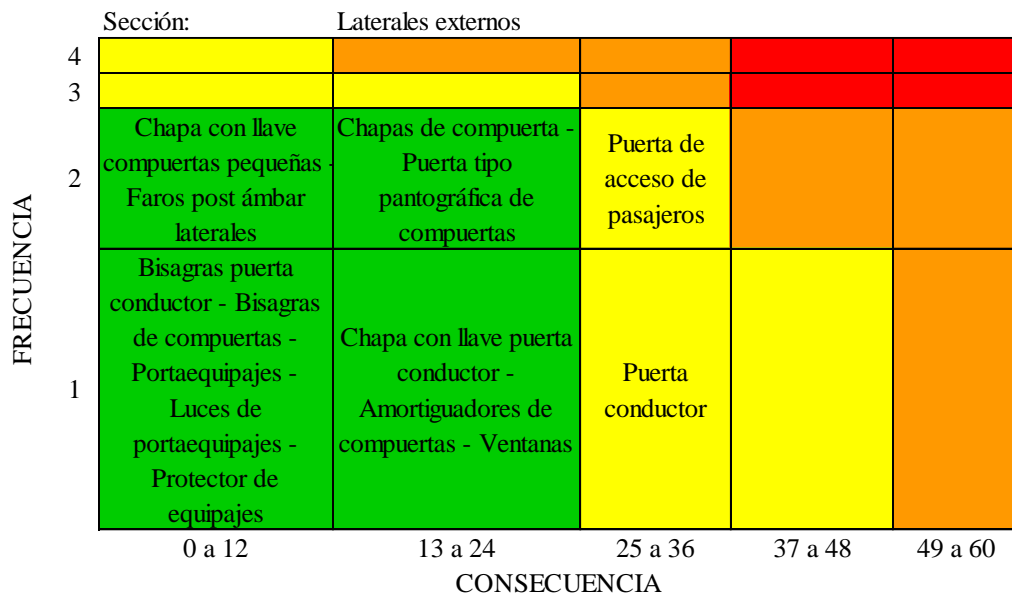 Sección: Laterales externos
4
3
2
Chapa con llave
compuertas pequeñas -
Faros post ámbar
laterales
Chapas de compuerta -
Puerta tipo
pantográfica de
compuertas
Puerta de
acceso de
pasajeros
1
Bisagras puerta
conductor - Bisagras
de compuertas -
Portaequipajes -
Luces de
portaequipajes -
Protector de
equipajes
Chapa con llave puerta
conductor -
Amortiguadores de
compuertas - Ventanas
Puerta
conductor
FRECUENCIA
0 a 12 13 a 24 25 a 36 37 a 48 49 a 60
CONSECUENCIA